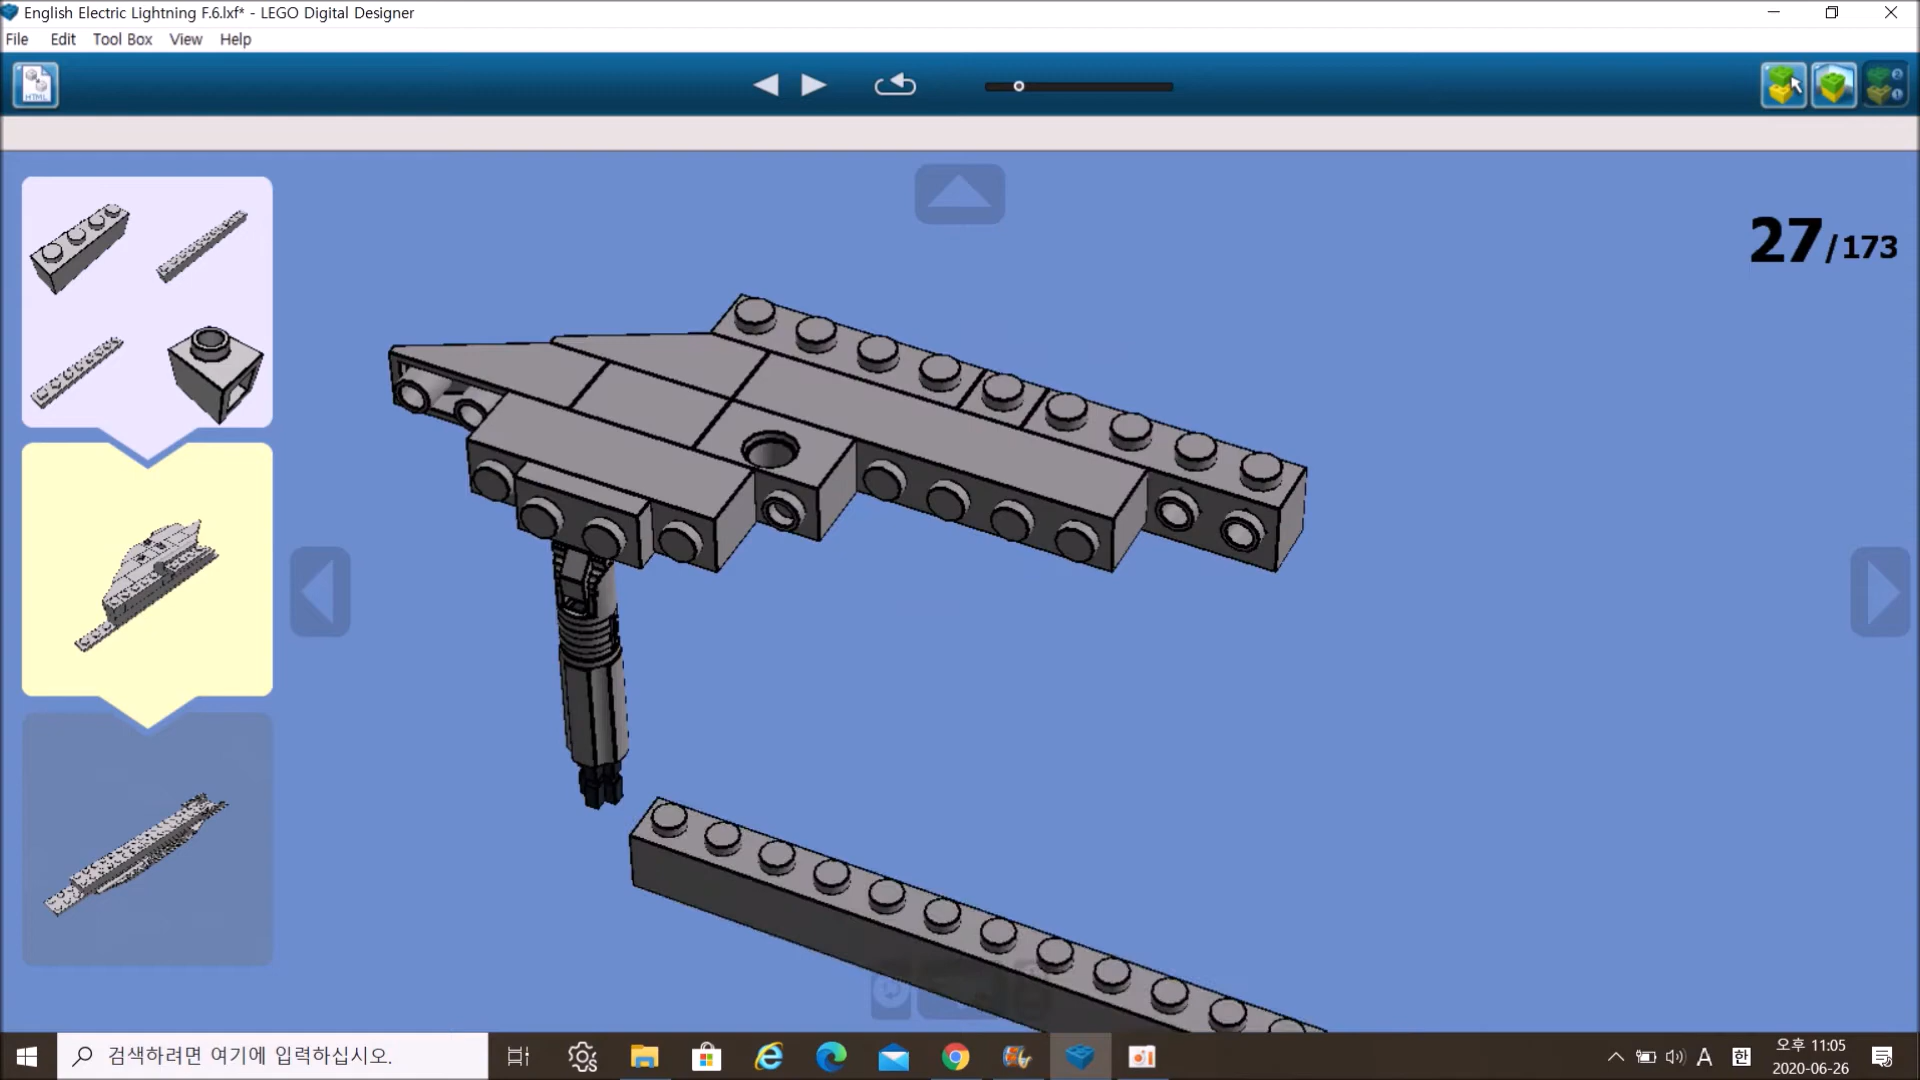 English Electric Lightning F.6.lxf* - LEGO Digital Designer
File Edit Tool Box View Help
HTML
27/173
검색하려면 여기에 입력하십시오.
A 한
오후 11:05
2020-06-26